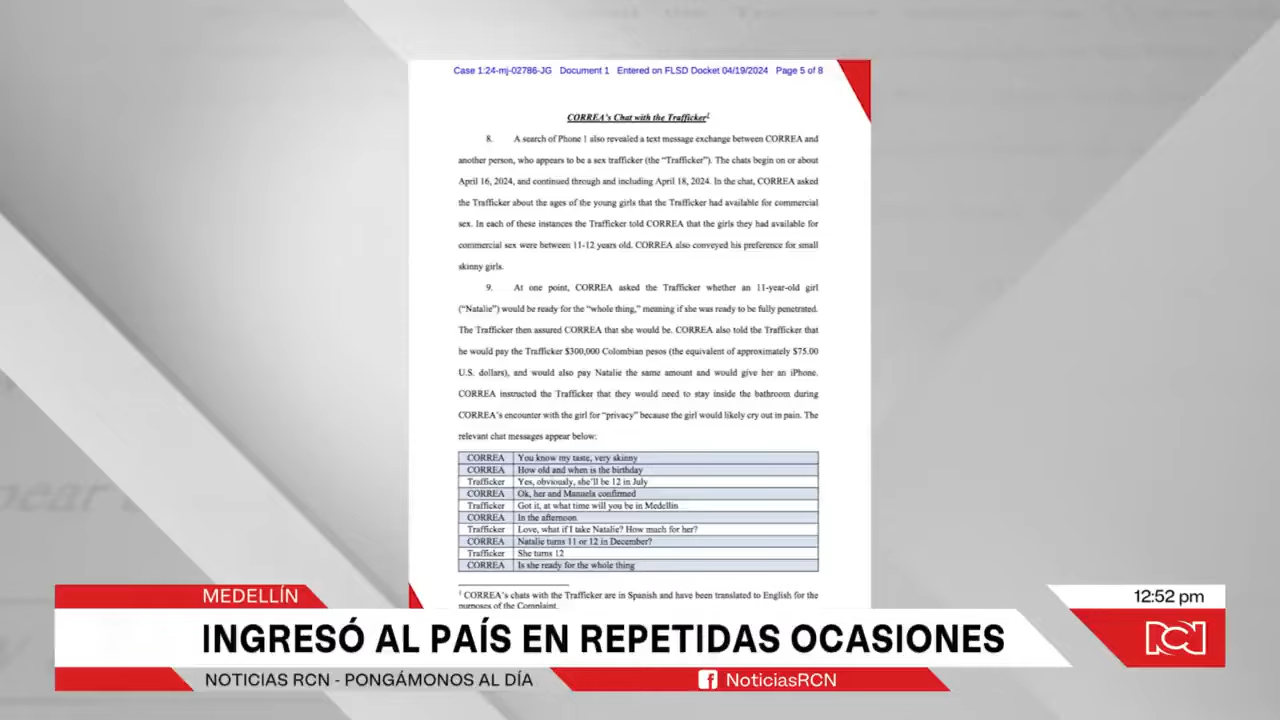 Case 1:24-mj-02786-JG Document 1 Entered on FLSD Docket 04/19/2024 Page 5 of 8
CORREA's Chat with the Trafficker1
8. A search of Phone 1 also revealed a text message exchange between CORREA and
another person, who appears to be a sex trafficker (the “Trafficker”). The chats begin on or about
April 16, 2024, and continued through and including April 18, 2024. In the chat, CORREA asked
the Trafficker about the ages of the young girls that the Trafficker had available for commercial
sex. In each of these instances the Trafficker told CORREA that the girls they had available for
commercial sex were between 11-12 years old. CORREA also conveyed his preference for small
skinny girls.
9. At one point, CORREA asked the Trafficker whether an 11-year-old girl
(“Natalie”) would be ready for the “whole thing,” meaning if she was ready to be fully penetrated.
The Trafficker then assured CORREA that she would be. CORREA also told the Trafficker that
he would pay the Trafficker $300,000 Colombian pesos (the equivalent of approximately $75.00
U.S. dollars), and would also pay Natalie the same amount and would give her an iPhone.
CORREA instructed the Trafficker that they would need to stay inside the bathroom during
CORREA's encounter with the girl for “privacy” because the girl would likely cry out in pain. The
relevant chat messages appear below:
CORREA You know my taste, very skinny
CORREA How old and when is the birthday
Trafficker Yes, obviously, she'll be 12 in July
CORREA Ok, her and Manuela confirmed
Trafficker Got it, at what time will you be in Medellin
CORREA In the afternoon
Trafficker Love, what if I take Natalie? How much for her?
CORREA Natalie turns 11 or 12 in December?
Trafficker She turns 12
CORREA Is she ready for the whole thing
1 CORREA's chats with the Trafficker are in Spanish and have been translated to English for the
purposes of the Complaint.
MEDELLÍN
12:52 pm
INGRESÓ AL PAÍS EN REPETIDAS OCASIONES
RCN
NOTICIAS RCN - PONGÁMONOS AL DÍA
NoticiasRCN